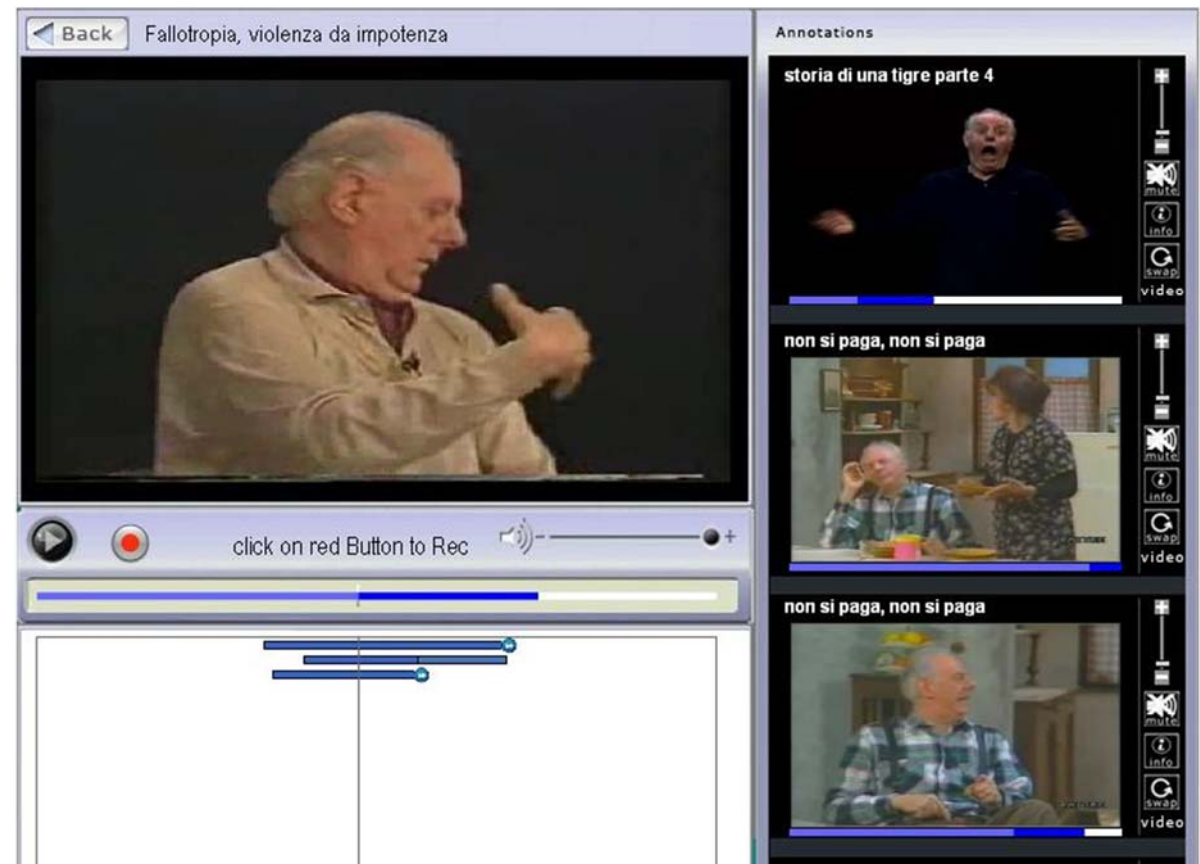 Back
Fallotropia, violenza da impotenza
click on red Button to Rec
- +
Annotations
storia di una tigre parte 4
+
-
mute
i
info
swap
video
non si paga, non si paga
+
-
mute
i
info
swap
video
non si paga, non si paga
+
-
mute
i
info
swap
video